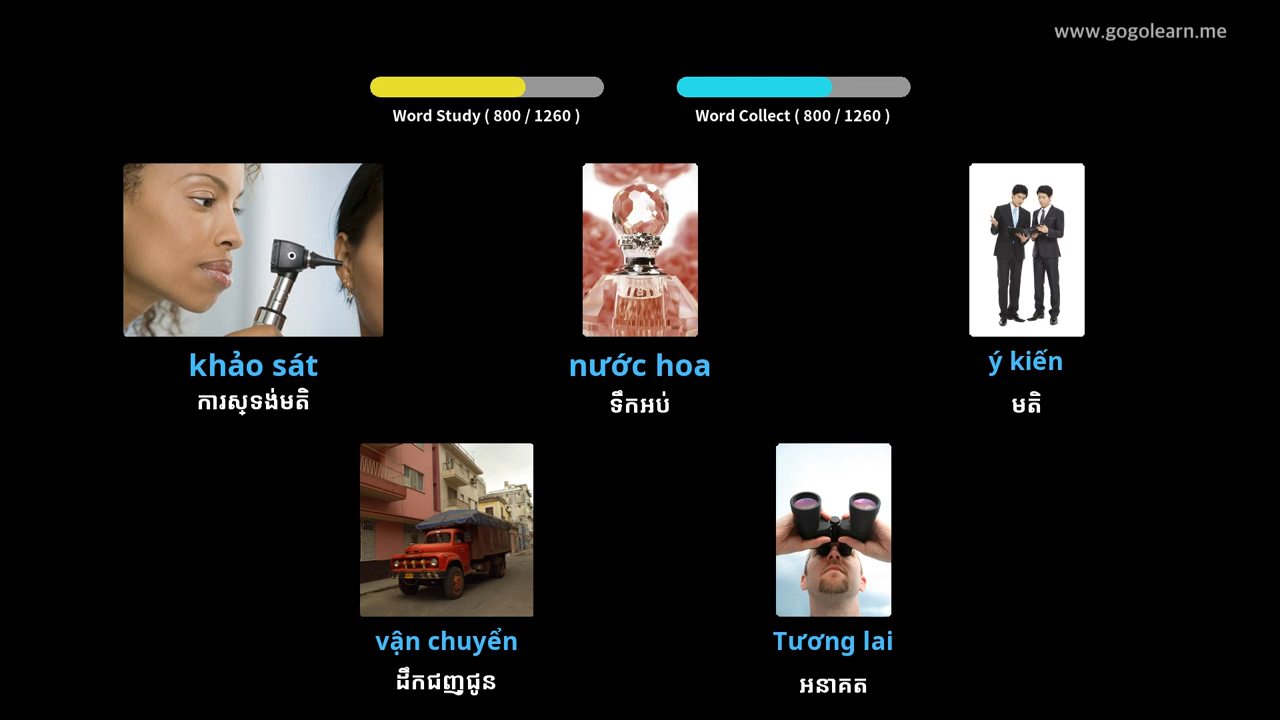 www.gogolearn.me
Word Study ( 800 / 1260 )
Word Collect ( 800 / 1260 )
khảo sát
ការស្ទង់មតិ
nước hoa
ទឹកអប់
ý kiến
មតិ
vận chuyển
ដឹកជញ្ជូន
Tương lai
អនាគត